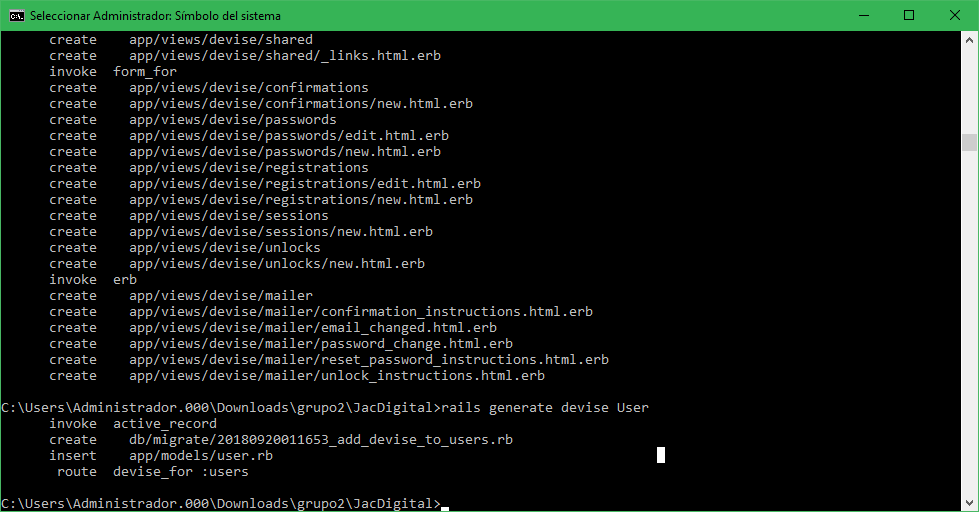 Seleccionar Administrador: Símbolo del sistema
create app/views/devise/shared
create app/views/devise/shared/_links.html.erb
invoke form_for
create app/views/devise/confirmations
create app/views/devise/confirmations/new.html.erb
create app/views/devise/passwords
create app/views/devise/passwords/edit.html.erb
create app/views/devise/passwords/new.html.erb
create app/views/devise/registrations
create app/views/devise/registrations/edit.html.erb
create app/views/devise/registrations/new.html.erb
create app/views/devise/sessions
create app/views/devise/sessions/new.html.erb
create app/views/devise/unlocks
create app/views/devise/unlocks/new.html.erb
invoke erb
create app/views/devise/mailer
create app/views/devise/mailer/confirmation_instructions.html.erb
create app/views/devise/mailer/email_changed.html.erb
create app/views/devise/mailer/password_change.html.erb
create app/views/devise/mailer/reset_password_instructions.html.erb
create app/views/devise/mailer/unlock_instructions.html.erb
C:\Users\Administrador.000\Downloads\grupo2\JacDigital>rails generate devise User
invoke active_record
create db/migrate/20180920011653_add_devise_to_users.rb
insert app/models/user.rb
route devise_for :users
C:\Users\Administrador.000\Downloads\grupo2\JacDigital>